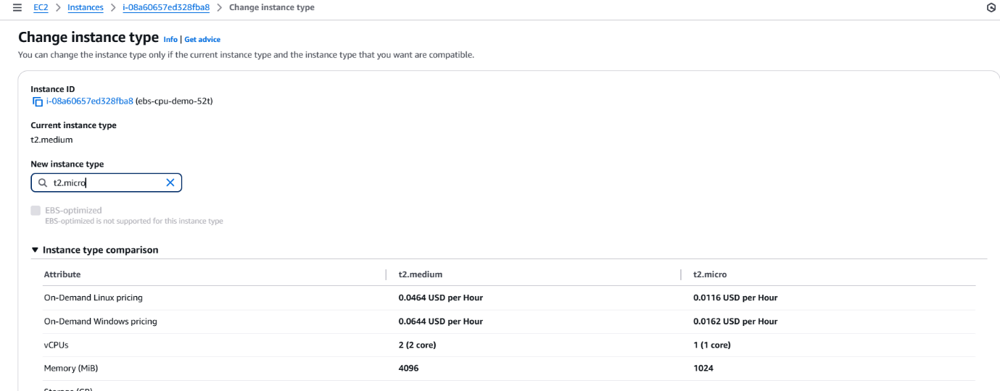 EC2 > Instances > i-08a60657ed328fba8 > Change instance type
Change instance type Info | Get advice
You can change the instance type only if the current instance type and the instance type that you want are compatible.
Instance ID
i-08a60657ed328fba8 (ebs-cpu-demo-52t)
Current instance type
t2.medium
New instance type
t2.micro
EBS-optimized
EBS-optimized is not supported for this instance type
Instance type comparison
Attribute t2.medium t2.micro
On-Demand Linux pricing 0.0464 USD per Hour 0.0116 USD per Hour
On-Demand Windows pricing 0.0644 USD per Hour 0.0162 USD per Hour
vCPUs 2 (2 core) 1 (1 core)
Memory (MiB) 4096 1024
Storage (GB)